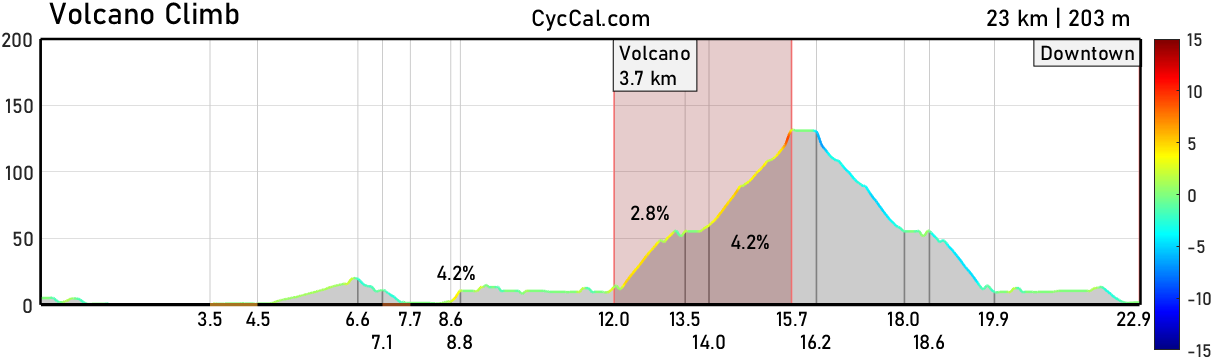 Volcano Climb
CycCal.com
23 km | 203 m
200
150
100
50
0
Volcano
3.7 km
Downtown
2.8%
4.2%
4.2%
3.5 4.5 6.6 7.7 8.6 12.0 13.5 15.7 18.0 19.9 22.9
7.1 8.8 14.0 16.2 18.6
15
10
5
0
-5
-10
-15